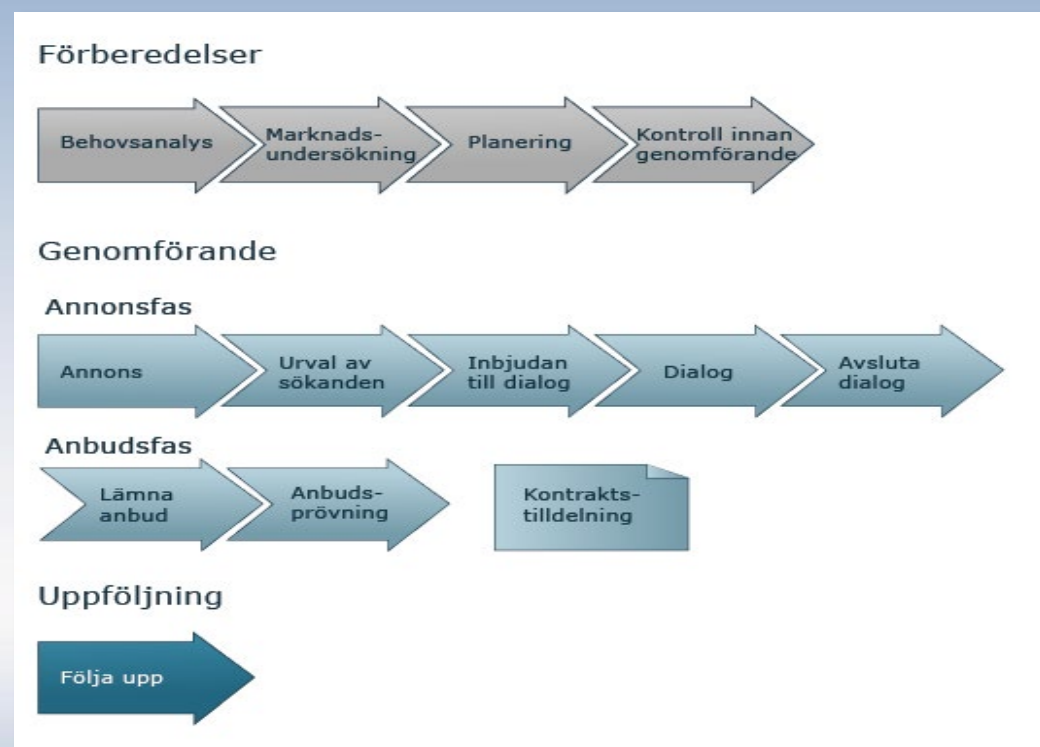 Förberedelser
Behovsanalys
Marknads-
undersökning
Planering
Kontroll innan
genomförande
Genomförande
Annonsfas
Annons
Urval av
sökanden
Inbjudan
till dialog
Dialog
Avsluta
dialog
Anbudsfas
Lämna
anbud
Anbuds-
prövning
Kontrakts-
tilldelning
Uppföljning
Följa upp